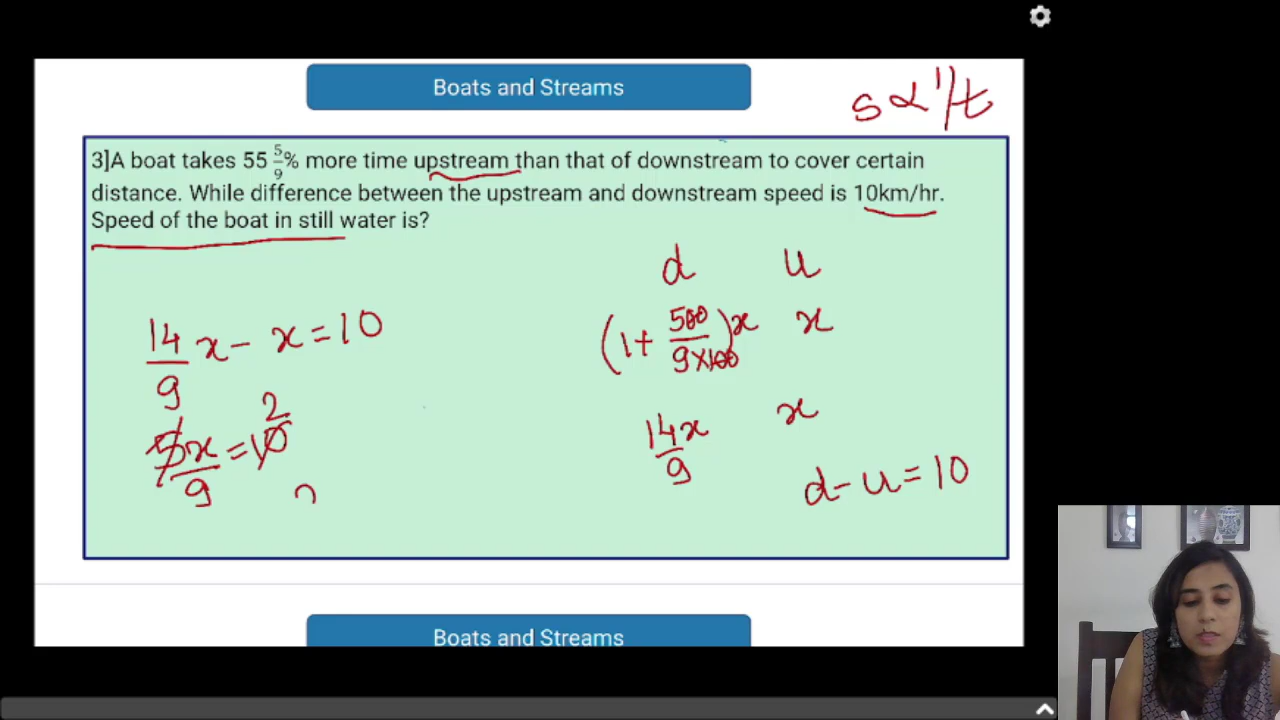 Boats and Streams
s ∝ 1/t
3]A boat takes 55 5/9% more time upstream than that of downstream to cover certain
distance. While difference between the upstream and downstream speed is 10km/hr.
Speed of the boat in still water is?
d u
(1+ 500/9×100)x x
14/9 x - x = 10
14x/9 x
5x/9 = 10 2
d - u = 10
Boats and Streams